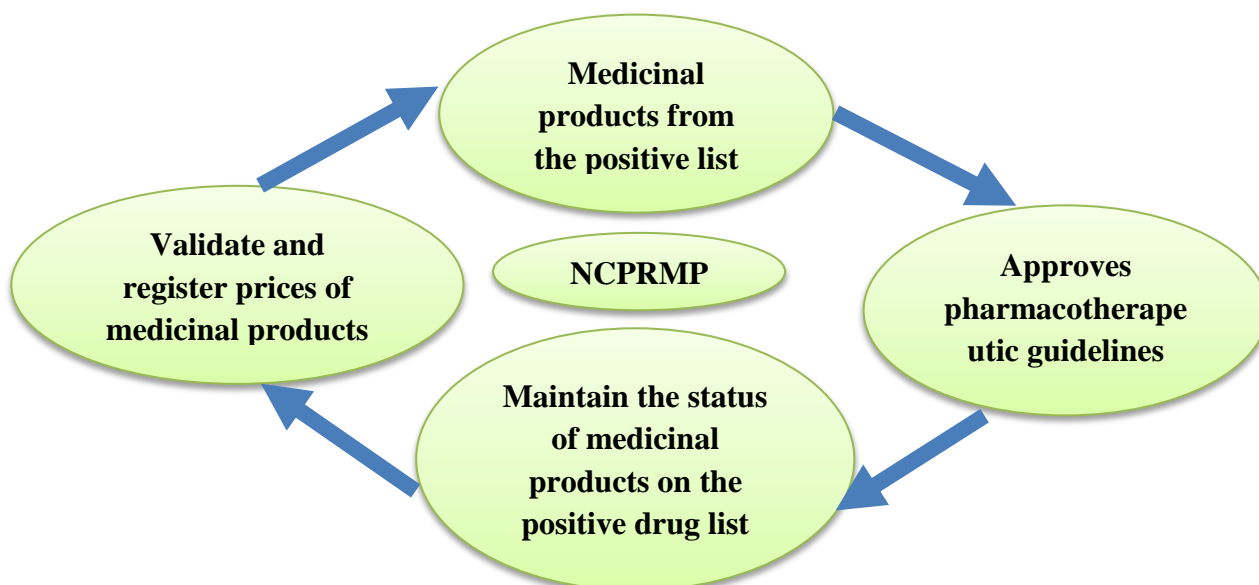 Medicinal
products from
the positive list
Validate and
register prices of
medicinal products
NCPRMP
Approves
pharmacotherape
utic guidelines
Maintain the status
of medicinal
products on the
positive drug list